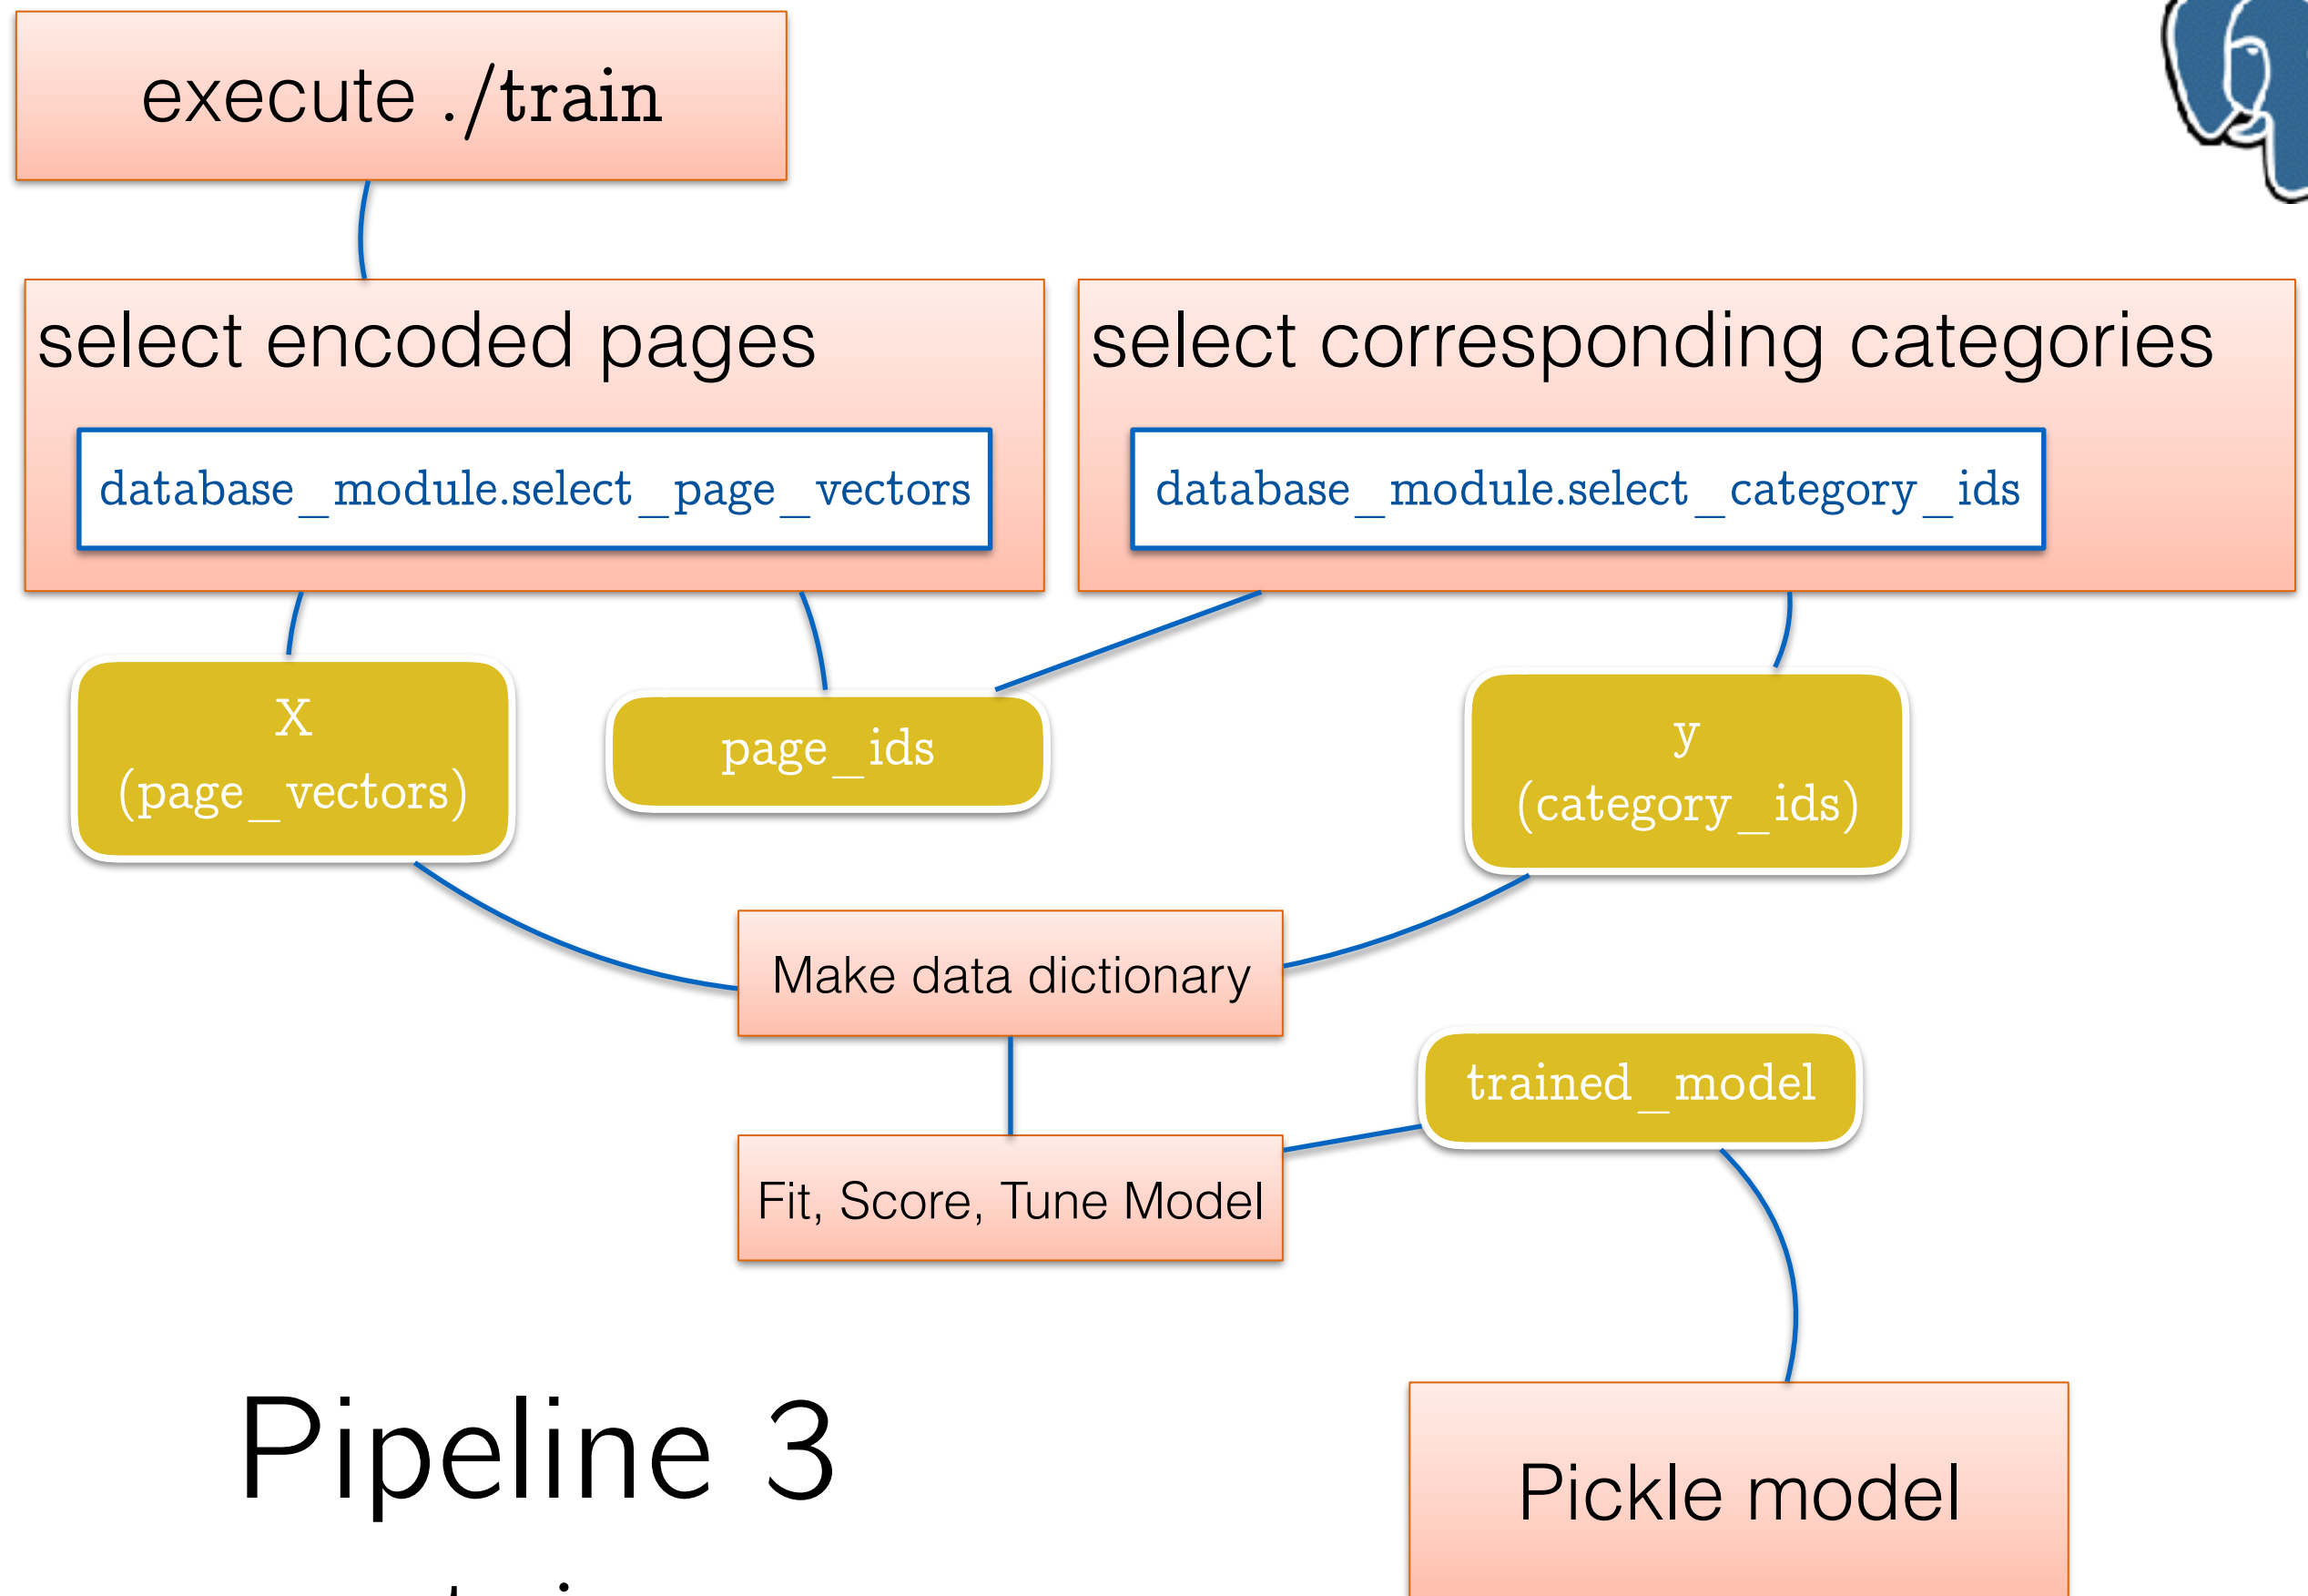 execute ./train
select encoded pages
database_module.select_page_vectors
select corresponding categories
database_module.select_category_ids
X
(page_vectors)
page_ids
y
(category_ids)
Make data dictionary
trained_model
Fit, Score, Tune Model
Pipeline 3
Pickle model